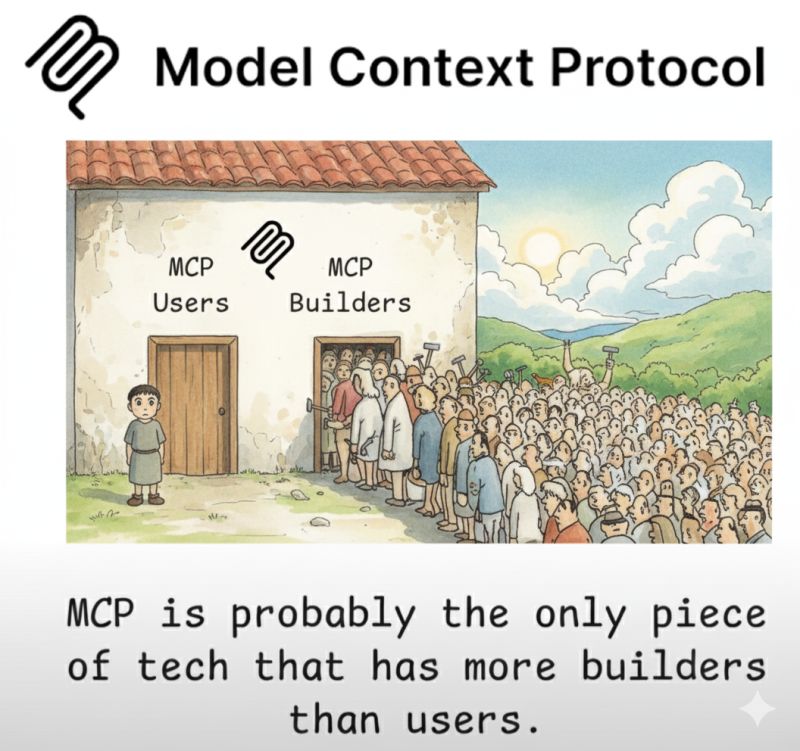 Model Context Protocol
MCP
Users
MCP
Builders
MCP is probably the only piece
of tech that has more builders
than users.